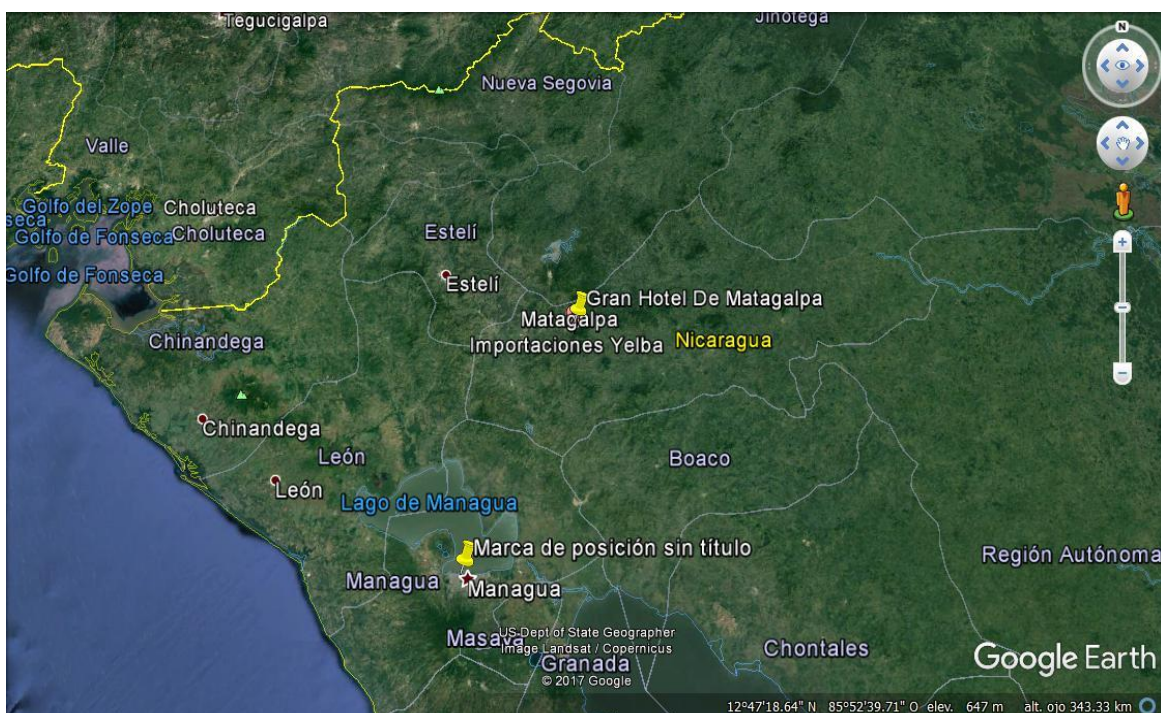 Tegucigalpa
Jinotega
N
Nueva Segovia
Valle
Golfo del Zope
Choluteca
seca
Golfo de Fonseca
Choluteca
Estelí
Golfo de Fonseca
Estelí
Gran Hotel De Matagalpa
Matagalpa
Chinandega
Importaciones Yelba
Nicaragua
Chinandega
León
Boaco
León
Lago de Managua
Marca de posición sin título
Región Autónoma
Managua
Managua
Masaya
US Dept of State Geographer
Image Landsat / Copernicus
Chontales
Granada
© 2017 Google
Google Earth
12°47'18.64" N 85°52'39.71" O elev. 647 m alt. ojo 343.33 km